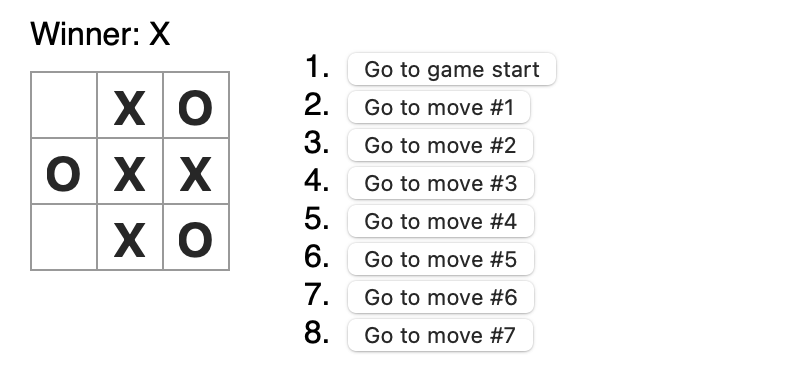 Winner: X
X O
O X X
X O
1. Go to game start
2. Go to move #1
3. Go to move #2
4. Go to move #3
5. Go to move #4
6. Go to move #5
7. Go to move #6
8. Go to move #7